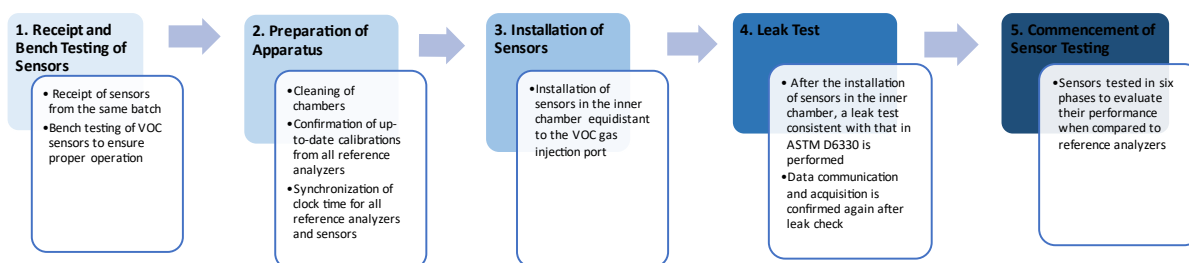 1. Receipt and
Bench Testing of
Sensors
• Receipt of sensors
from the same batch
•Bench testing of VOC
sensors to ensure
proper operation
2. Preparation of
Apparatus
•Cleaning of
chambers
•Confirmation of up-
to-date calibrations
from all reference
analyzers
•Synchronization of
clock time for all
reference analyzers
and sensors
3. Installation of
Sensors
•Installation of
sensors in the inner
chamber equidistant
to the VOC gas
injection port
4. Leak Test
•After the installation
of sensors in the inner
chamber, a leak test
consistent with that in
ASTM D6330 is
performed
•Data communication
and acquisition is
confirmed again after
leak check
5. Commencement of
Sensor Testing
•Sensors tested in six
phases to evaluate
their performance
when compared to
reference analyzers